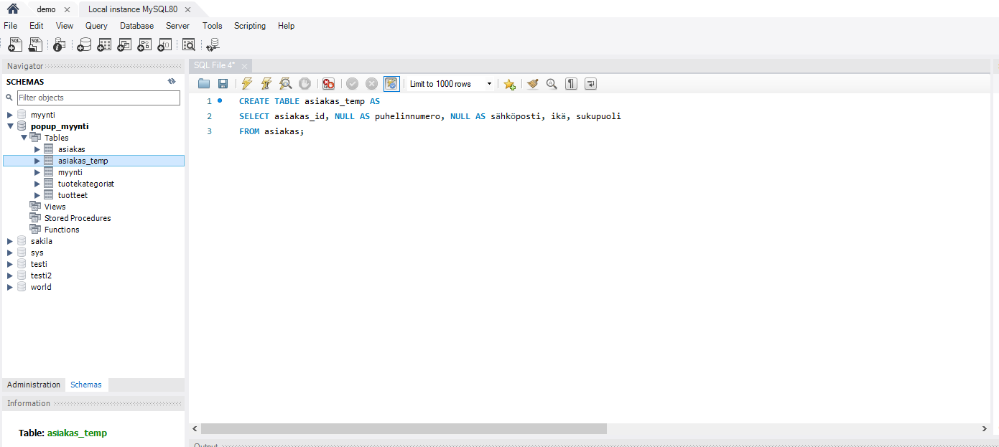 demo
Local instance MySQL80
File Edit View Query Database Server Tools Scripting Help
Navigator
SCHEMAS
Filter objects
myynti
popup_myynti
Tables
asiakas
asiakas_temp
myynti
tuotekategoriat
tuotteet
Views
Stored Procedures
Functions
sakila
sys
testi
testi2
world
Administration Schemas
Information
Table: asiakas_temp
SQL File 4*
Limit to 1000 rows
1 CREATE TABLE asiakas_temp AS
2 SELECT asiakas_id, NULL AS puhelinnumero, NULL AS sähköposti, ikä, sukupuoli
3 FROM asiakas;
Output